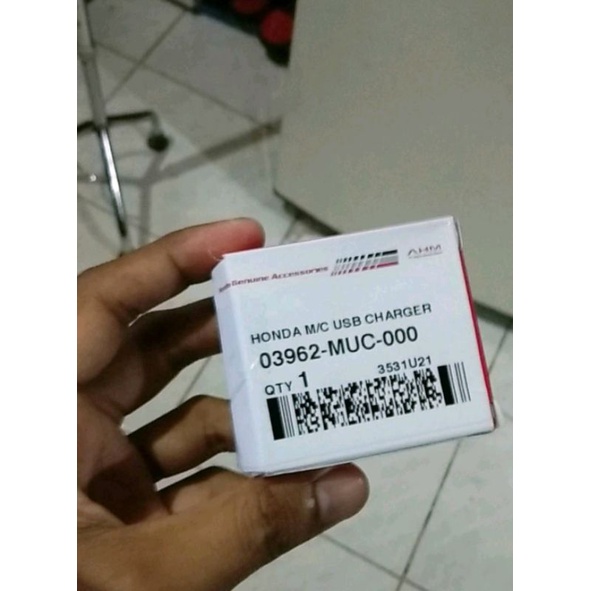 Genuine Accessories
AHM
HONDA M/C USB CHARGER
03962-MUC-000
3531U21
QTY 1